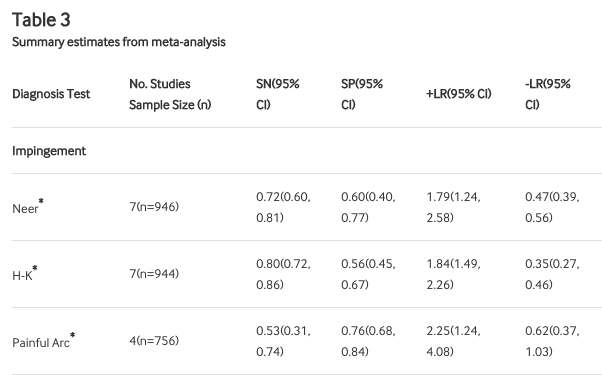 Table 3
Summary estimates from meta-analysis
Diagnosis Test No. Studies Sample Size (n) SN(95% CI) SP(95% CI) +LR(95% CI) -LR(95% CI)
Impingement
Neer* 7(n=946) 0.72(0.60, 0.81) 0.60(0.40, 0.77) 1.79(1.24, 2.58) 0.47(0.39, 0.56)
H-K* 7(n=944) 0.80(0.72, 0.86) 0.56(0.45, 0.67) 1.84(1.49, 2.26) 0.35(0.27, 0.46)
Painful Arc* 4(n=756) 0.53(0.31, 0.74) 0.76(0.68, 0.84) 2.25(1.24, 4.08) 0.62(0.37, 1.03)